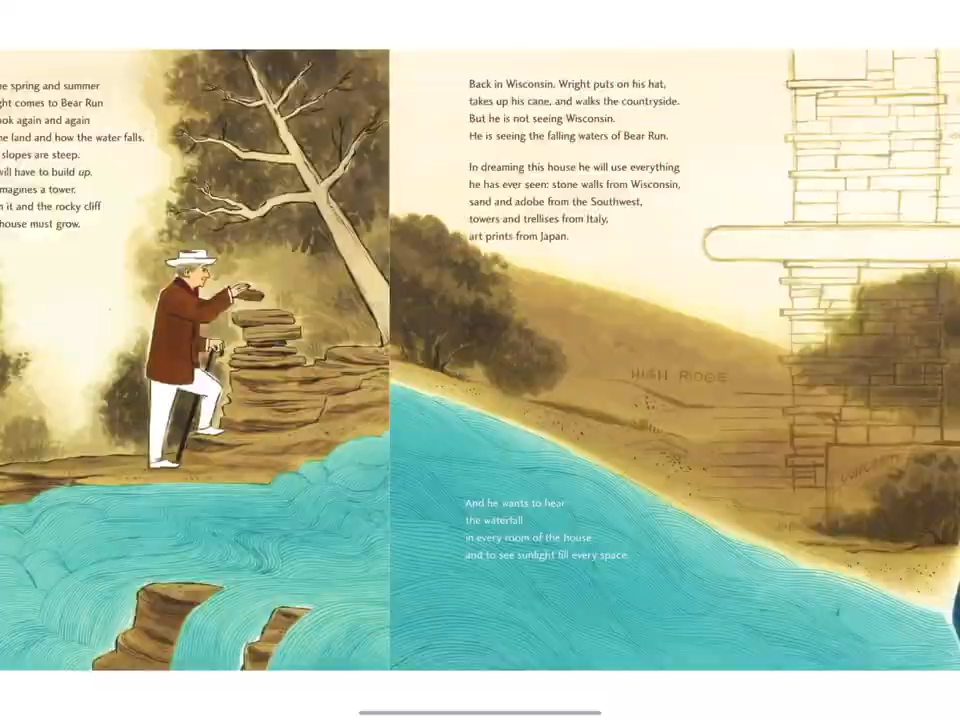 ne spring and summer
ght comes to Bear Run
ook again and again
ne land and how the water falls.
slopes are steep.
will have to build up.
magines a tower.
n it and the rocky cliff
house must grow.
Back in Wisconsin. Wright puts on his hat,
takes up his cane, and walks the countryside.
But he is not seeing Wisconsin.
He is seeing the falling waters of Bear Run.
In dreaming this house he will use everything
he has ever seen: stone walls from Wisconsin,
sand and adobe from the Southwest,
towers and trellises from Italy,
art prints from Japan.
HIGH RIDGE
And he wants to hear
the waterfall
in every room of the house
and to see sunlight fill every space.